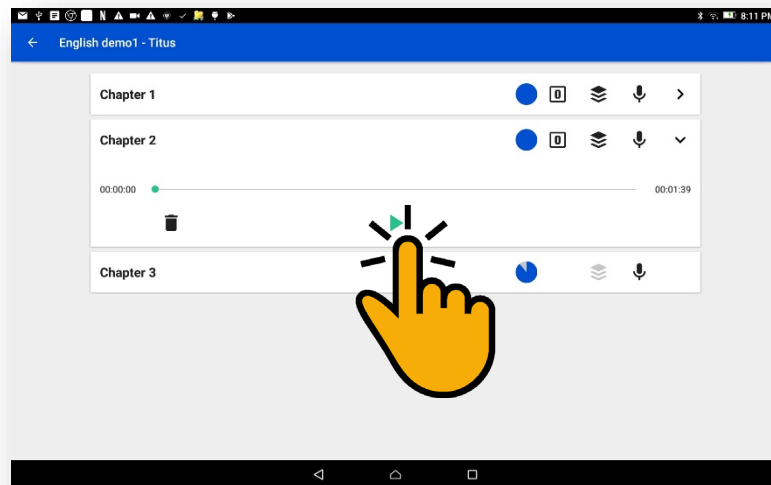 8:11 PM
English demo1 - Titus
Chapter 1
0
Chapter 2
0
00:00:00
00:01:39
Chapter 3